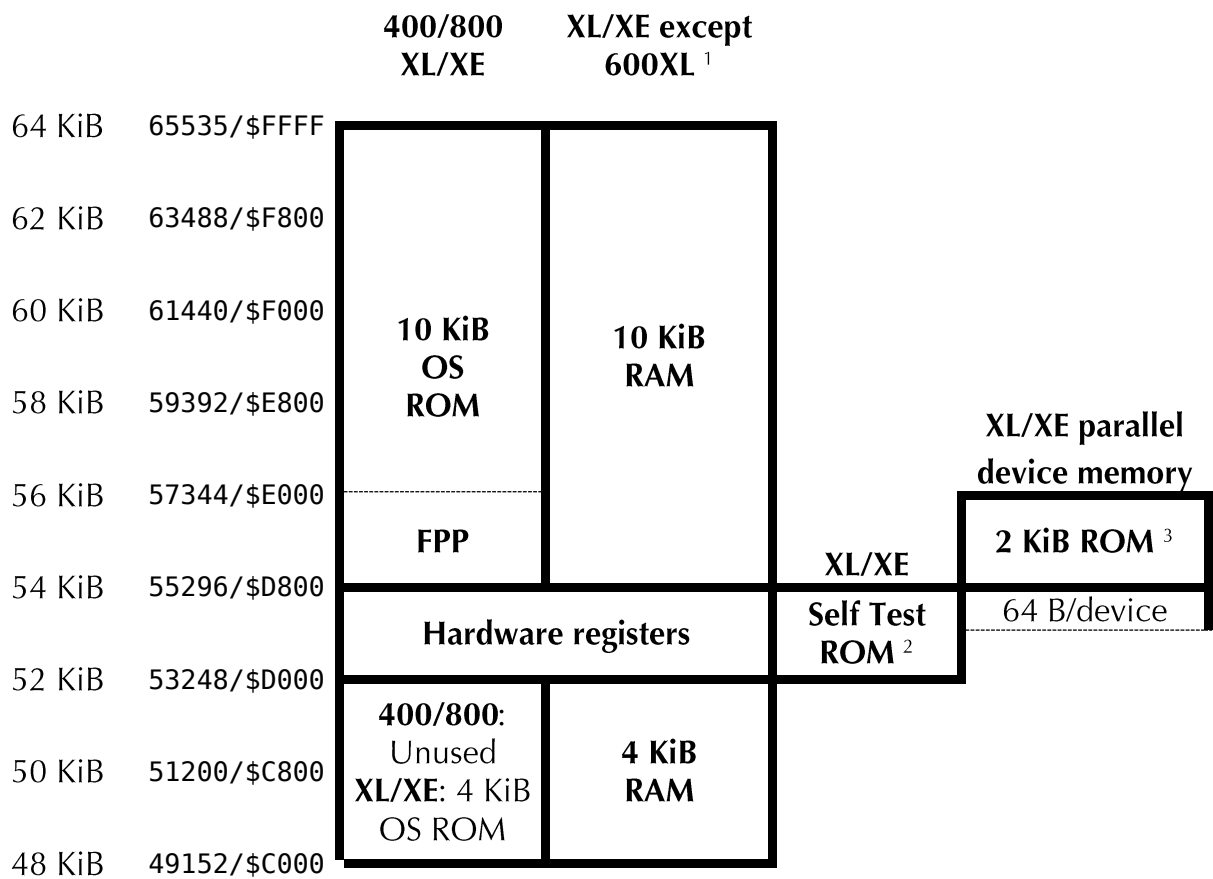 400/800
XL/XE
XL/XE except
600XL ¹
64 KiB 65535/$FFFF
62 KiB 63488/$F800
60 KiB 61440/$F000
10 KiB
OS
ROM
10 KiB
RAM
58 KiB 59392/$E800
XL/XE parallel
device memory
56 KiB 57344/$E000
FPP
2 KiB ROM ³
XL/XE
54 KiB 55296/$D800
Hardware registers
Self Test
ROM ²
64 B/device
52 KiB 53248/$D000
400/800:
Unused
XL/XE: 4 KiB
OS ROM
4 KiB
RAM
50 KiB 51200/$C800
48 KiB 49152/$C000